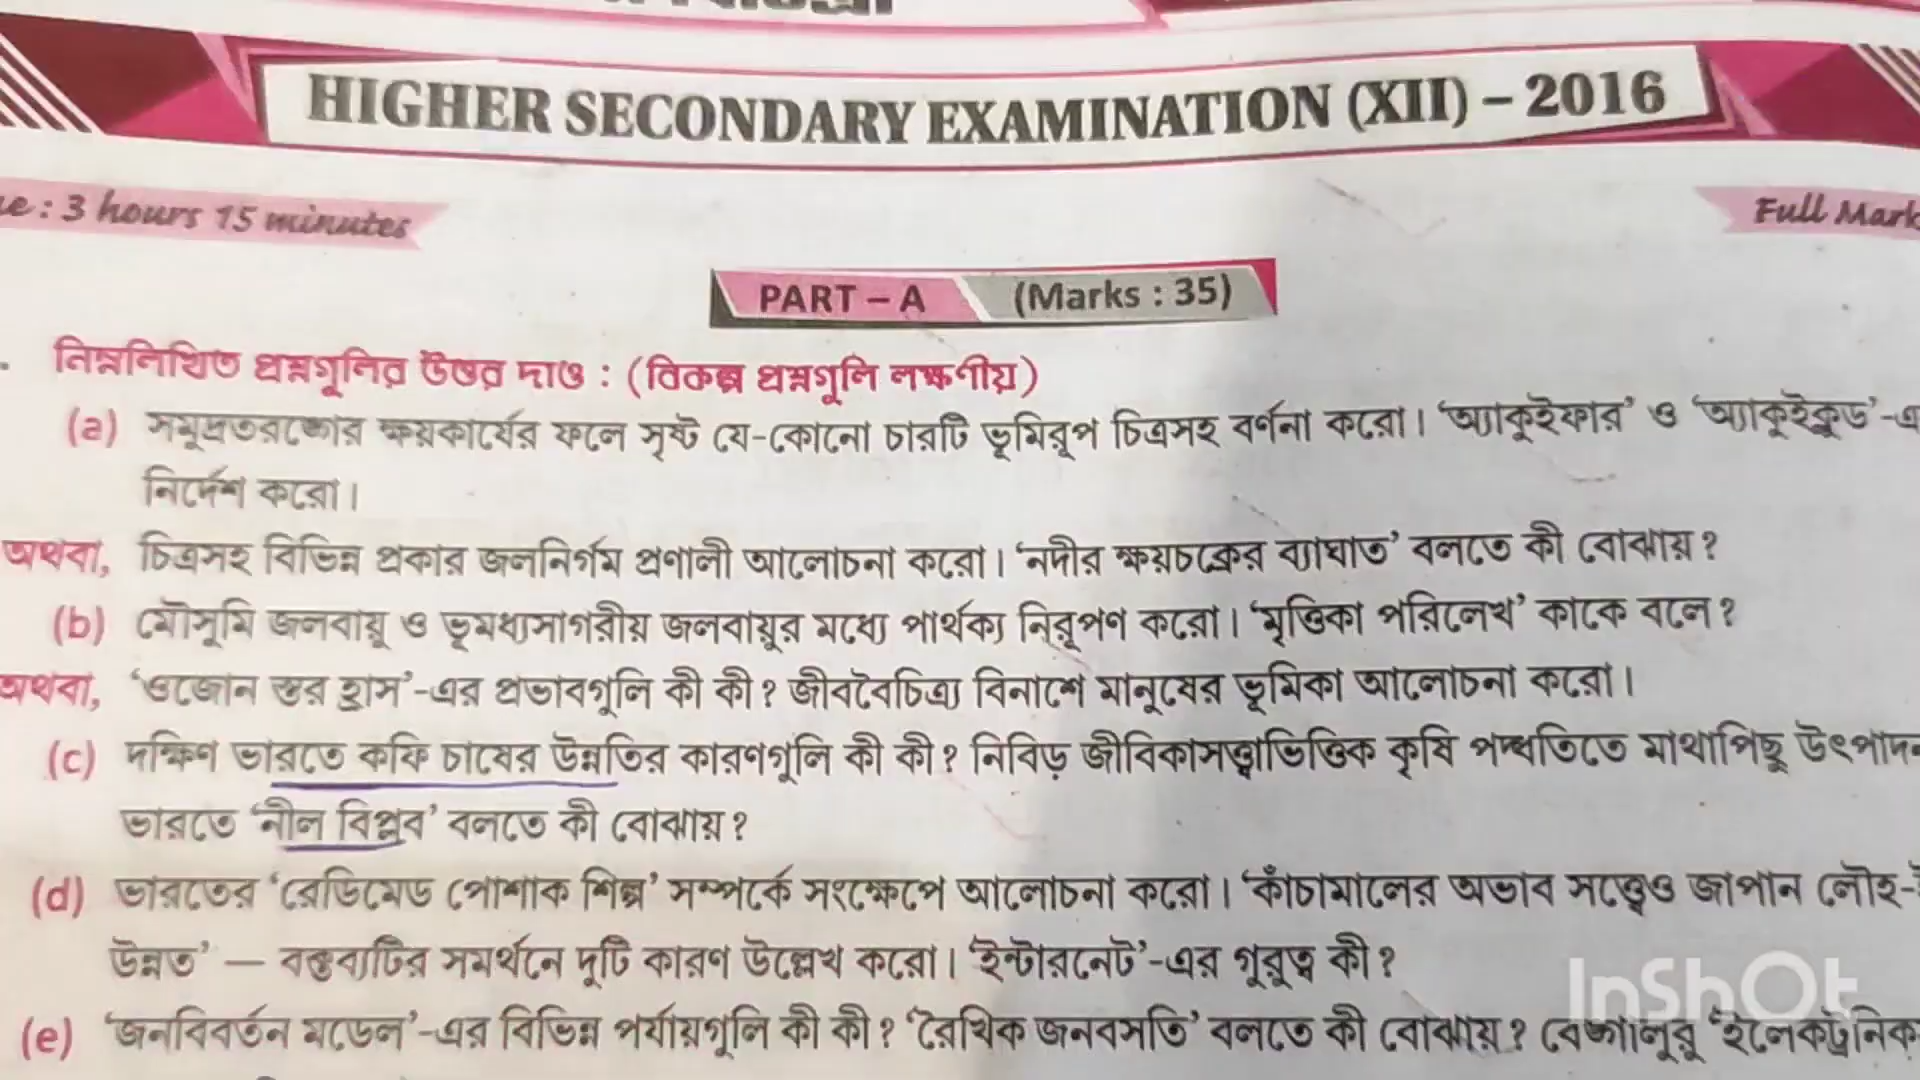 HIGHER SECONDARY EXAMINATION (XII) – 2016
: 3 hours 15 minutes
Full
PART – A (Marks : 35)
নিম্নলিখিত প্রশ্নগুলির উত্তর দাও : (বিকল্প প্রশ্নগুলি লক্ষণীয়)
(a) সমুদ্রতরঙ্গের ক্ষয়কার্যের ফলে সৃষ্ট যে-কোনো চারটি ভূমিরূপ চিত্রসহ বর্ণনা করো। ‘অ্যাকুইফার’ ও ‘অ্যাকুইক্লুড’-এ
নির্দেশ করো।
অথবা, চিত্রসহ বিভিন্ন প্রকার জলনির্গম প্রণালী আলোচনা করো। ‘নদীর ক্ষয়চক্রের ব্যাঘাত’ বলতে কী বোঝায়?
(b) মৌসুমি জলবায়ু ও ভূমধ্যসাগরীয় জলবায়ুর মধ্যে পার্থক্য নিরূপণ করো। ‘মৃত্তিকা পরিলেখ’ কাকে বলে?
অথবা, ‘ওজোন স্তর হ্রাস’-এর প্রভাবগুলি কী কী? জীববৈচিত্র্য বিনাশে মানুষের ভূমিকা আলোচনা করো।
(c) দক্ষিণ ভারতে কফি চাষের উন্নতির কারণগুলি কী কী? নিবিড় জীবিকাসত্ত্বাভিত্তিক কৃষি পদ্ধতিতে মাথাপিছু উৎপাদন
ভারতে ‘নীল বিপ্লব’ বলতে কী বোঝায়?
(d) ভারতের ‘রেডিমেড পোশাক শিল্প’ সম্পর্কে সংক্ষেপে আলোচনা করো। ‘কাঁচামালের অভাব সত্ত্বেও জাপান লৌহ-
উন্নত’ — বক্তব্যটির সমর্থনে দুটি কারণ উল্লেখ করো। ‘ইন্টারনেট’-এর গুরুত্ব কী?
(e) ‘জনবিবর্তন মডেল’-এর বিভিন্ন পর্যায়গুলি কী কী? ‘রৈখিক জনবসতি’ বলতে কী বোঝায়? বেঙ্গালুরু ‘ইলেকট্রনিক
InShOt